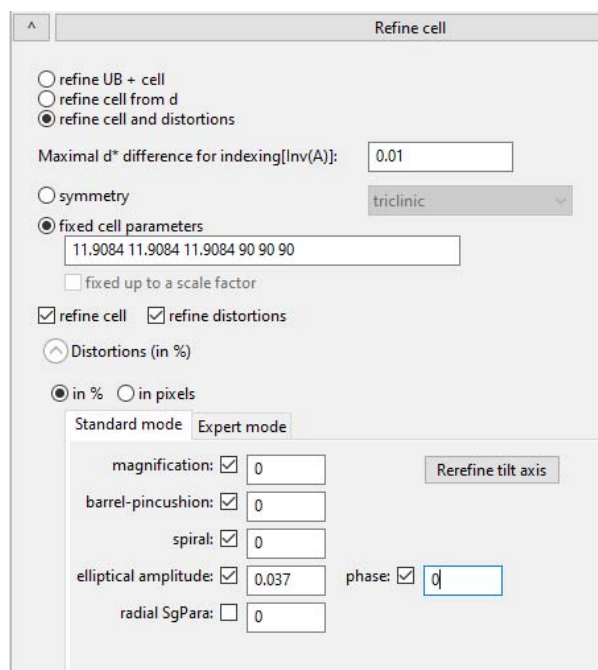 ^ Refine cell
refine UB + cell
refine cell from d
refine cell and distortions
Maximal d* difference for indexing[Inv(A)]: 0.01
symmetry triclinic
fixed cell parameters
11.9084 11.9084 11.9084 90 90 90
fixed up to a scale factor
refine cell refine distortions
Distortions (in %)
in % in pixels
Standard mode Expert mode
magnification: 0 Rerefine tilt axis
barrel-pincushion: 0
spiral: 0
elliptical amplitude: 0.037 phase: 0
radial SgPara: 0